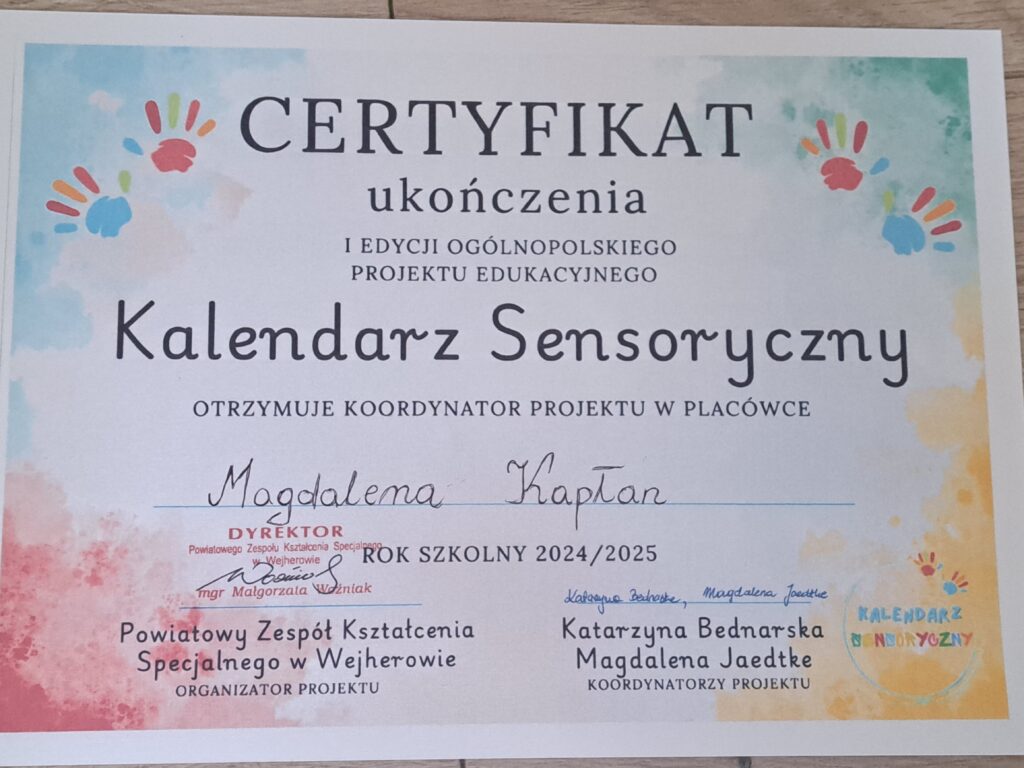 CERTYFIKAT
ukończenia
I EDYCJI OGÓLNOPOLSKIEGO
PROJEKTU EDUKACYJNEGO
Kalendarz Sensoryczny
OTRZYMUJE KOORDYNATOR PROJEKTU W PLACÓWCE
Magdalena Kapłan
DYREKTOR
Powiatowego Zespołu Kształcenia Specjalnego
w Wejherowie
mgr Małgorzata Woźniak
ROK SZKOLNY 2024/2025
Katarzyna Bednarska, Magdalena Jaedtke
Powiatowy Zespół Kształcenia
Specjalnego w Wejherowie
ORGANIZATOR PROJEKTU
Katarzyna Bednarska
Magdalena Jaedtke
KOORDYNATORZY PROJEKTU
KALENDARZ
SENSORYCZNY